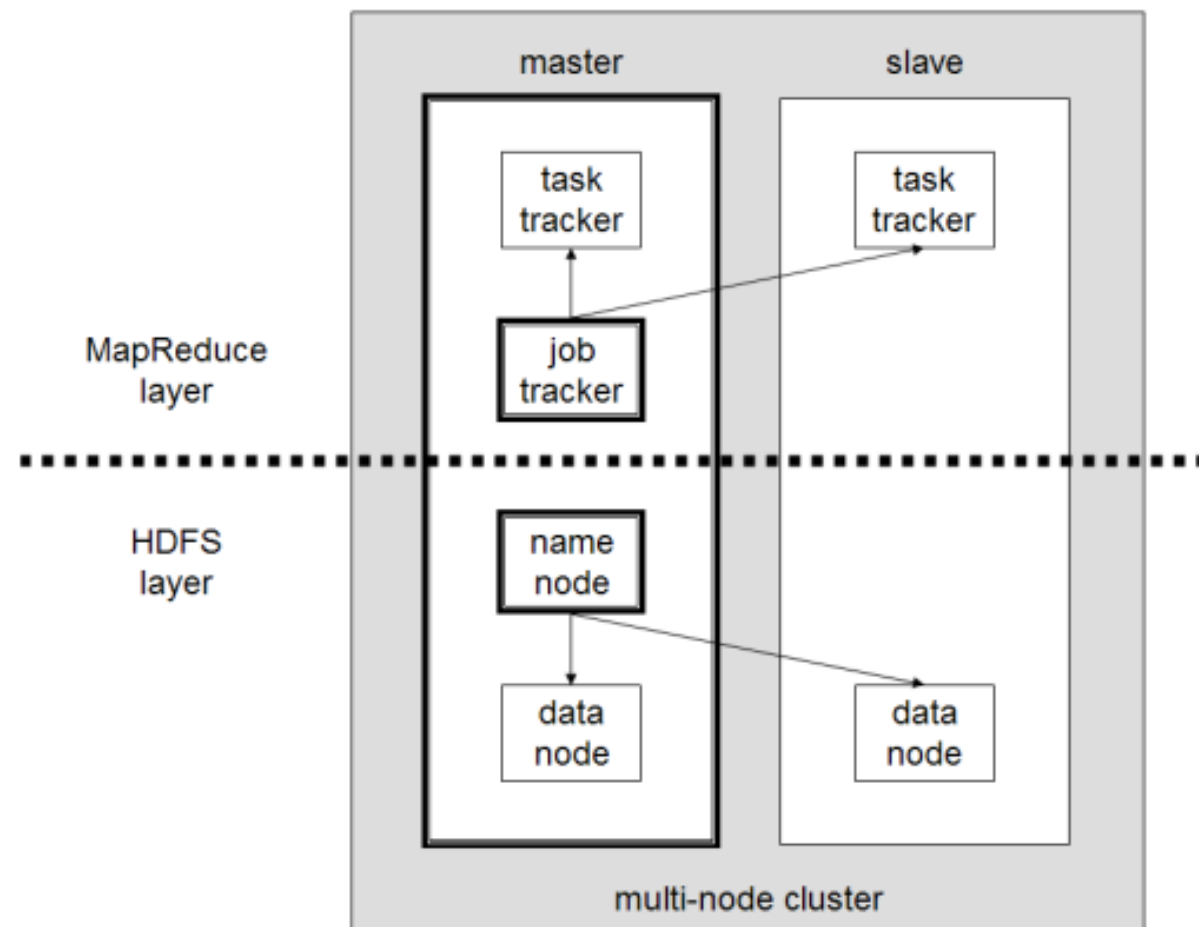 master
slave
task
tracker
task
tracker
MapReduce
layer
job
tracker
HDFS
layer
name
node
data
node
data
node
multi-node cluster